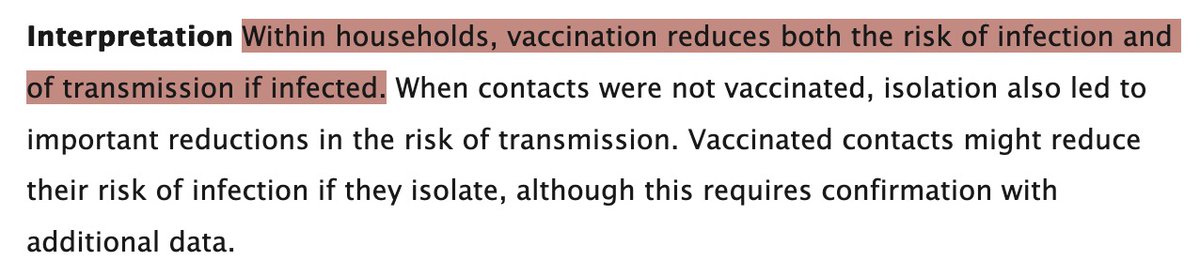 Interpretation Within households, vaccination reduces both the risk of infection and
of transmission if infected. When contacts were not vaccinated, isolation also led to
important reductions in the risk of transmission. Vaccinated contacts might reduce
their risk of infection if they isolate, although this requires confirmation with
additional data.